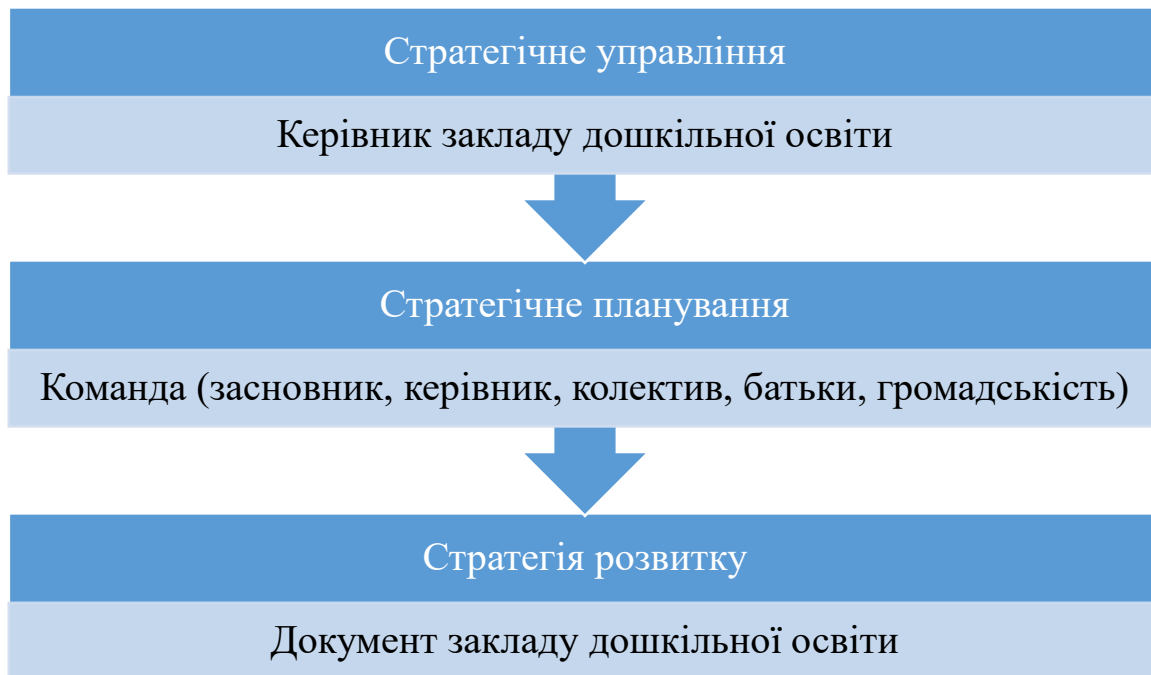 Стратегічне управління
Керівник закладу дошкільної освіти
Стратегічне планування
Команда (засновник, керівник, колектив, батьки, громадськість)
Стратегія розвитку
Документ закладу дошкільної освіти